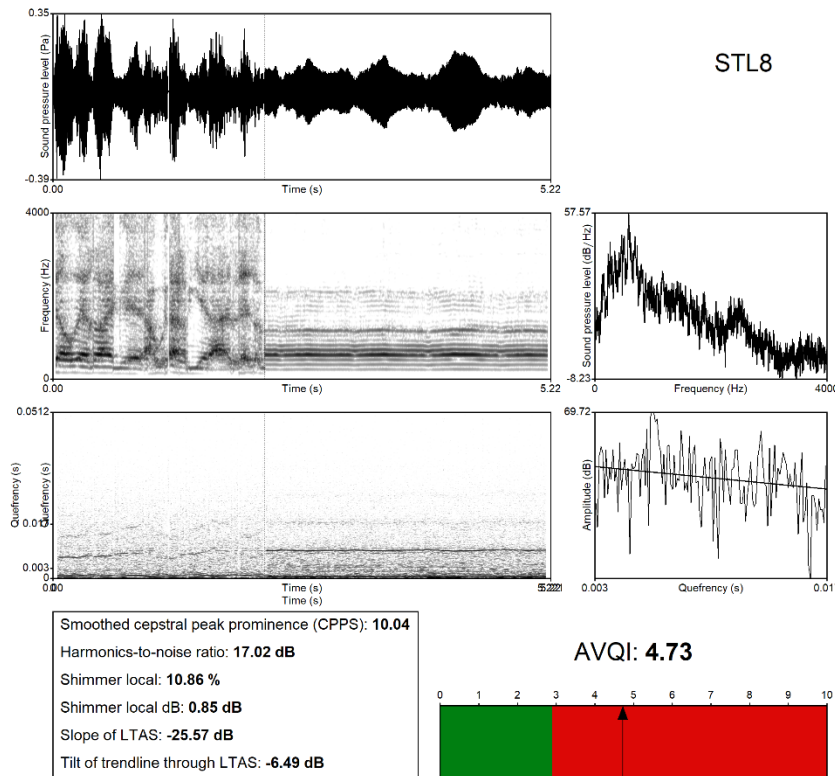 STL8
0.35
Sound pressure level (Pa)
-0.39
0.00
Time (s)
5.22
4000
Frequency (Hz)
0
0.00
Time (s)
5.22
57.57
Sound pressure level (dB/Hz)
-8.23
0
Frequency (Hz)
4000
0.0512
Quefrency (s)
0.003
Time (s)
Time (s)
69.72
Amplitude (dB)
0.003
Quefrency (s)
0.01
Smoothed cepstral peak prominence (CPPS): 10.04
Harmonics-to-noise ratio: 17.02 dB
Shimmer local: 10.86 %
Shimmer local dB: 0.85 dB
Slope of LTAS: -25.57 dB
Tilt of trendline through LTAS: -6.49 dB
AVQI: 4.73
0 1 2 3 4 5 6 7 8 9 10